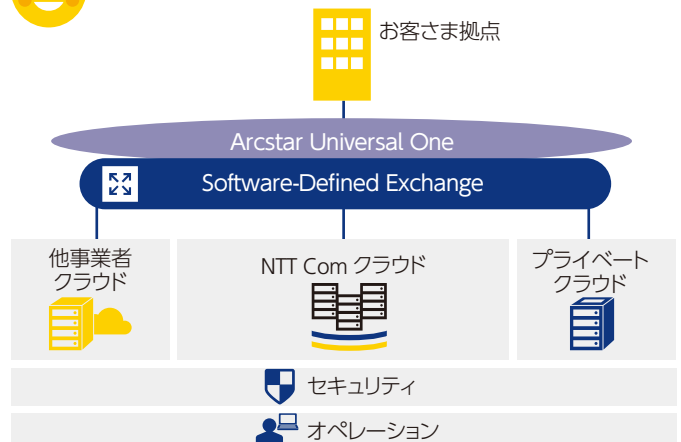 お客さま拠点
Arcstar Universal One
Software-Defined Exchange
他事業者
クラウド
NTT Com クラウド
プライベート
クラウド
セキュリティ
オペレーション